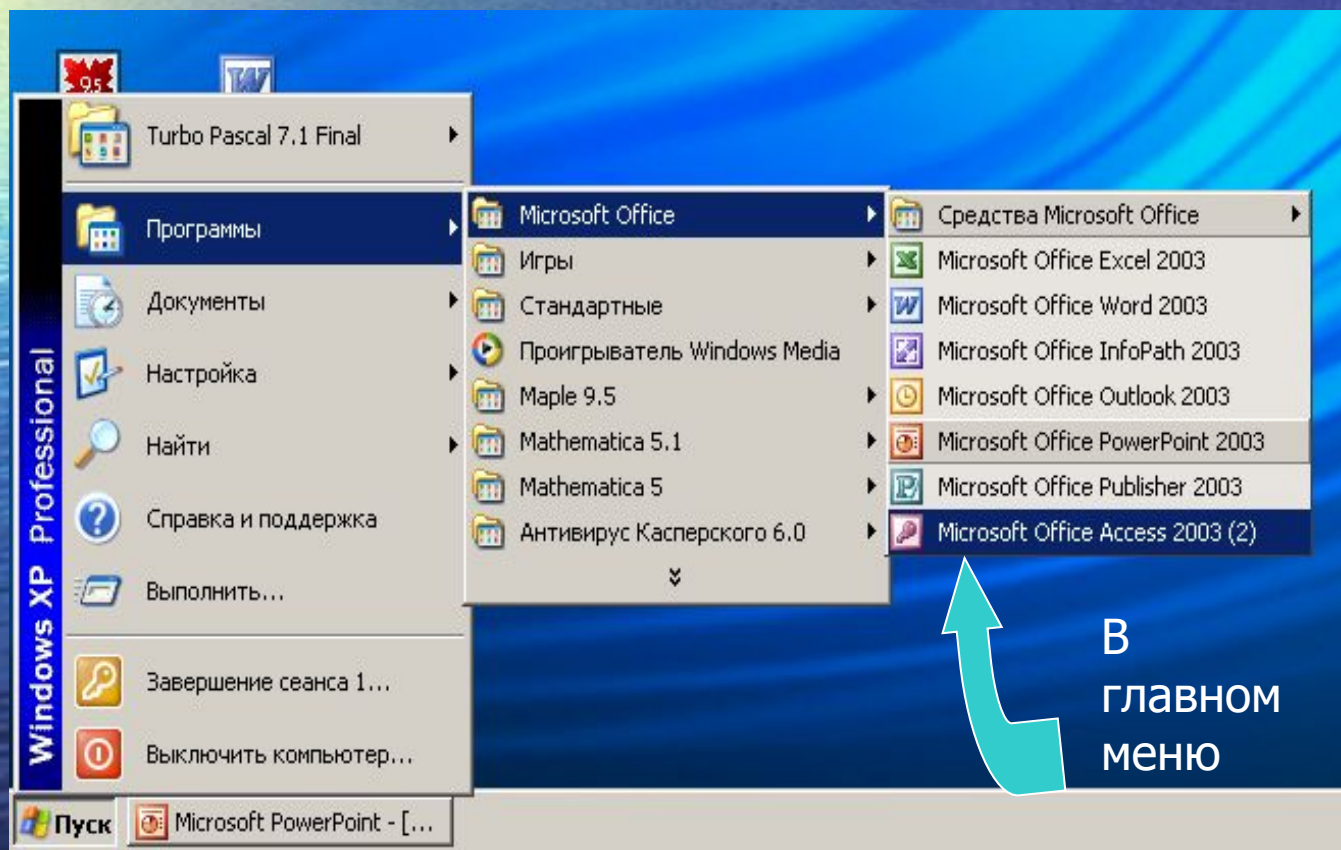 9.5
W
Turbo Pascal 7.1 Final
Программы
Документы
Настройка
Найти
Справка и поддержка
Выполнить...
Завершение сеанса 1...
Выключить компьютер...
Windows XP Professional
Microsoft Office
Игры
Стандартные
Проигрыватель Windows Media
Maple 9.5
Mathematica 5.1
Mathematica 5
Антивирус Касперского 6.0
Средства Microsoft Office
Microsoft Office Excel 2003
Microsoft Office Word 2003
Microsoft Office InfoPath 2003
Microsoft Office Outlook 2003
Microsoft Office PowerPoint 2003
Microsoft Office Publisher 2003
Microsoft Office Access 2003 (2)
В
главном
меню
Пуск
Microsoft PowerPoint - [...